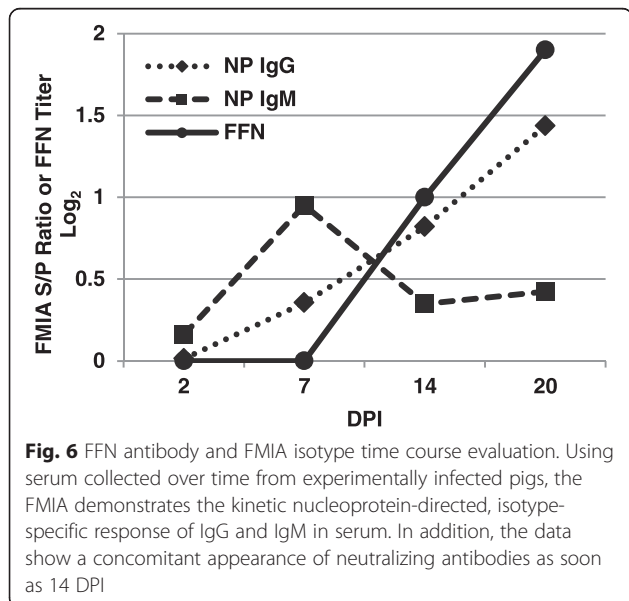 2
1.5
1
0.5
0
FMIA S/P Ratio or FFN Titer
Log₂
NP IgG
NP IgM
FFN
2 7 14 20
DPI
Fig. 6 FFN antibody and FMIA isotype time course evaluation. Using
serum collected over time from experimentally infected pigs, the
FMIA demonstrates the kinetic nucleoprotein-directed, isotype-
specific response of IgG and IgM in serum. In addition, the data
show a concomitant appearance of neutralizing antibodies as soon
as 14 DPI